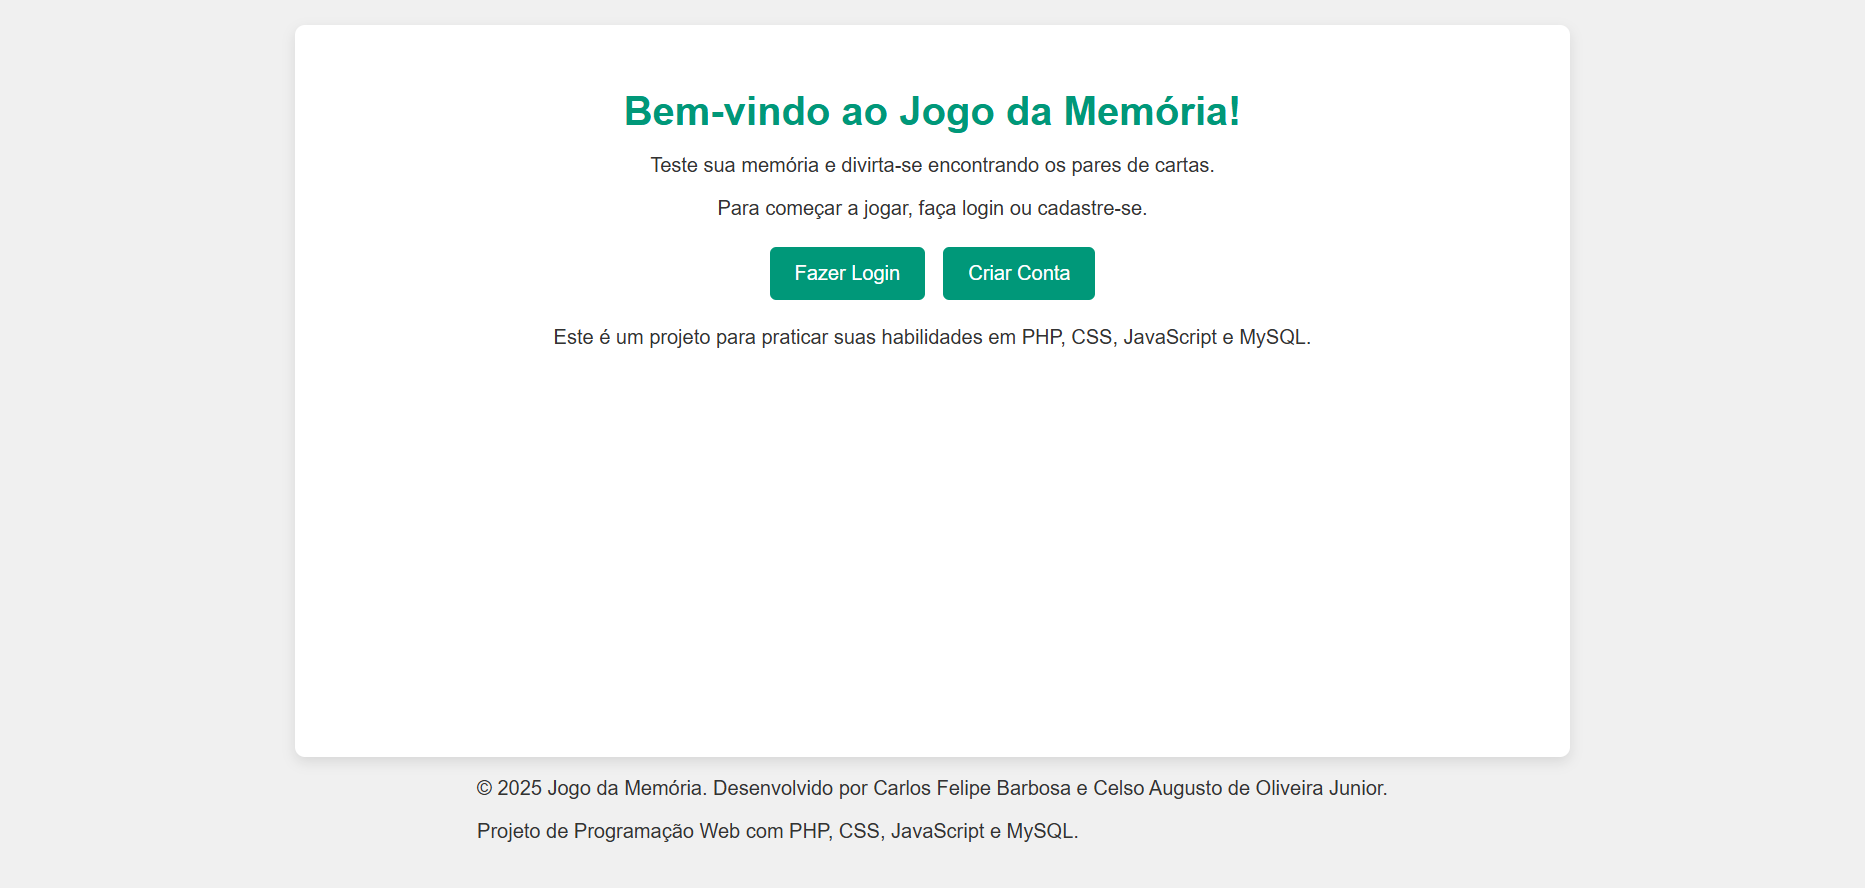 Bem-vindo ao Jogo da Memória!
Teste sua memória e divirta-se encontrando os pares de cartas.
Para começar a jogar, faça login ou cadastre-se.
Fazer Login
Criar Conta
Este é um projeto para praticar suas habilidades em PHP, CSS, JavaScript e MySQL.
© 2025 Jogo da Memória. Desenvolvido por Carlos Felipe Barbosa e Celso Augusto de Oliveira Junior.
Projeto de Programação Web com PHP, CSS, JavaScript e MySQL.